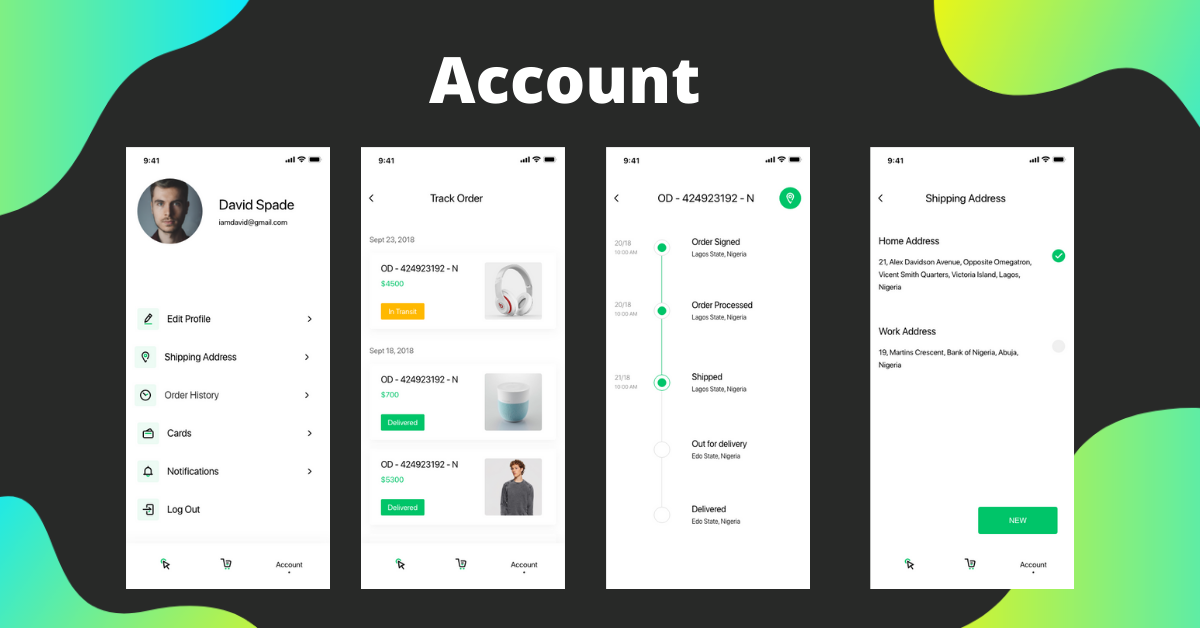 Account
9:41
David Spade
iamdavid@gmail.com
Edit Profile
Shipping Address
Order History
Cards
Notifications
Log Out
Account
9:41
Track Order
Sept 23, 2018
OD - 424923192 - N
$4500
In Transit
Sept 18, 2018
OD - 424923192 - N
$700
Delivered
OD - 424923192 - N
$5300
Delivered
Account
9:41
OD - 424923192 - N
20/18
10:00 AM
Order Signed
Lagos State, Nigeria
20/18
10:00 AM
Order Processed
Lagos State, Nigeria
21/18
10:00 AM
Shipped
Lagos State, Nigeria
Out for delivery
Edo State, Nigeria
Delivered
Edo State, Nigeria
9:41
Shipping Address
Home Address
21, Alex Davidson Avenue, Opposite Omegatron,
Vicent Smith Quarters, Victoria Island, Lagos,
Nigeria
Work Address
19, Martins Crescent, Bank of Nigeria, Abuja,
Nigeria
NEW
Account